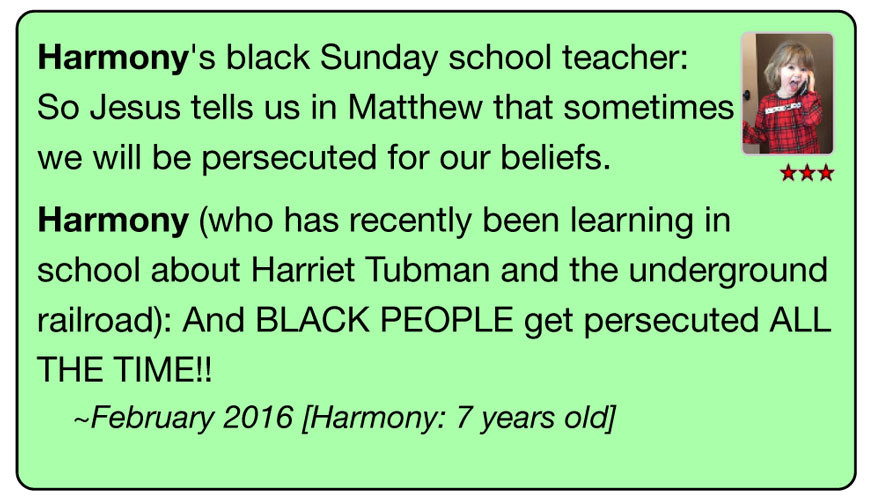 Harmony's black Sunday school teacher:
So Jesus tells us in Matthew that sometimes
we will be persecuted for our beliefs.
Harmony (who has recently been learning in
school about Harriet Tubman and the underground
railroad): And BLACK PEOPLE get persecuted ALL
THE TIME!!
~February 2016 [Harmony: 7 years old]